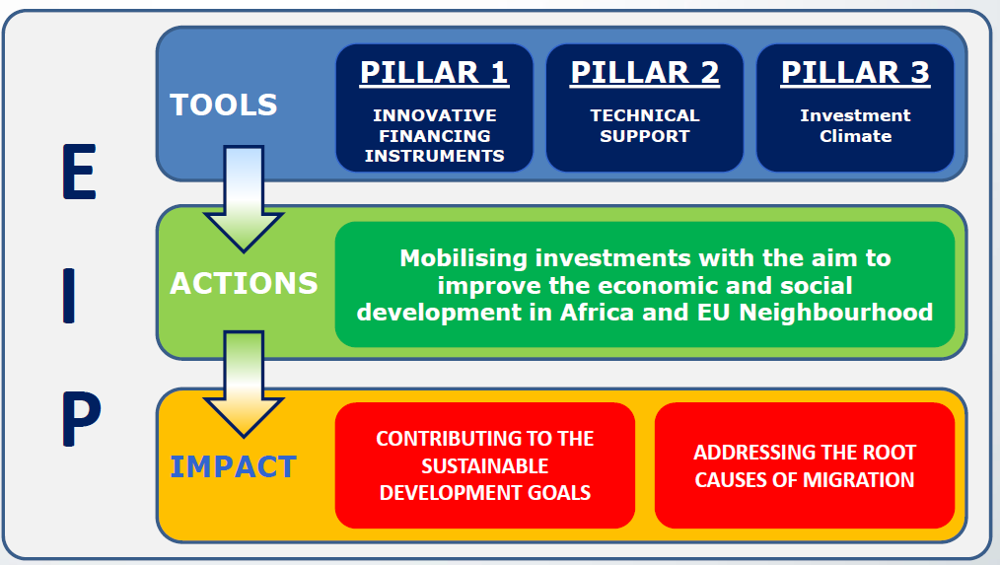 E
I
P
TOOLS
PILLAR 1
INNOVATIVE
FINANCING
INSTRUMENTS
PILLAR 2
TECHNICAL
SUPPORT
PILLAR 3
Investment
Climate
ACTIONS
Mobilising investments with the aim to
improve the economic and social
development in Africa and EU Neighbourhood
IMPACT
CONTRIBUTING TO THE
SUSTAINABLE
DEVELOPMENT GOALS
ADDRESSING THE ROOT
CAUSES OF MIGRATION